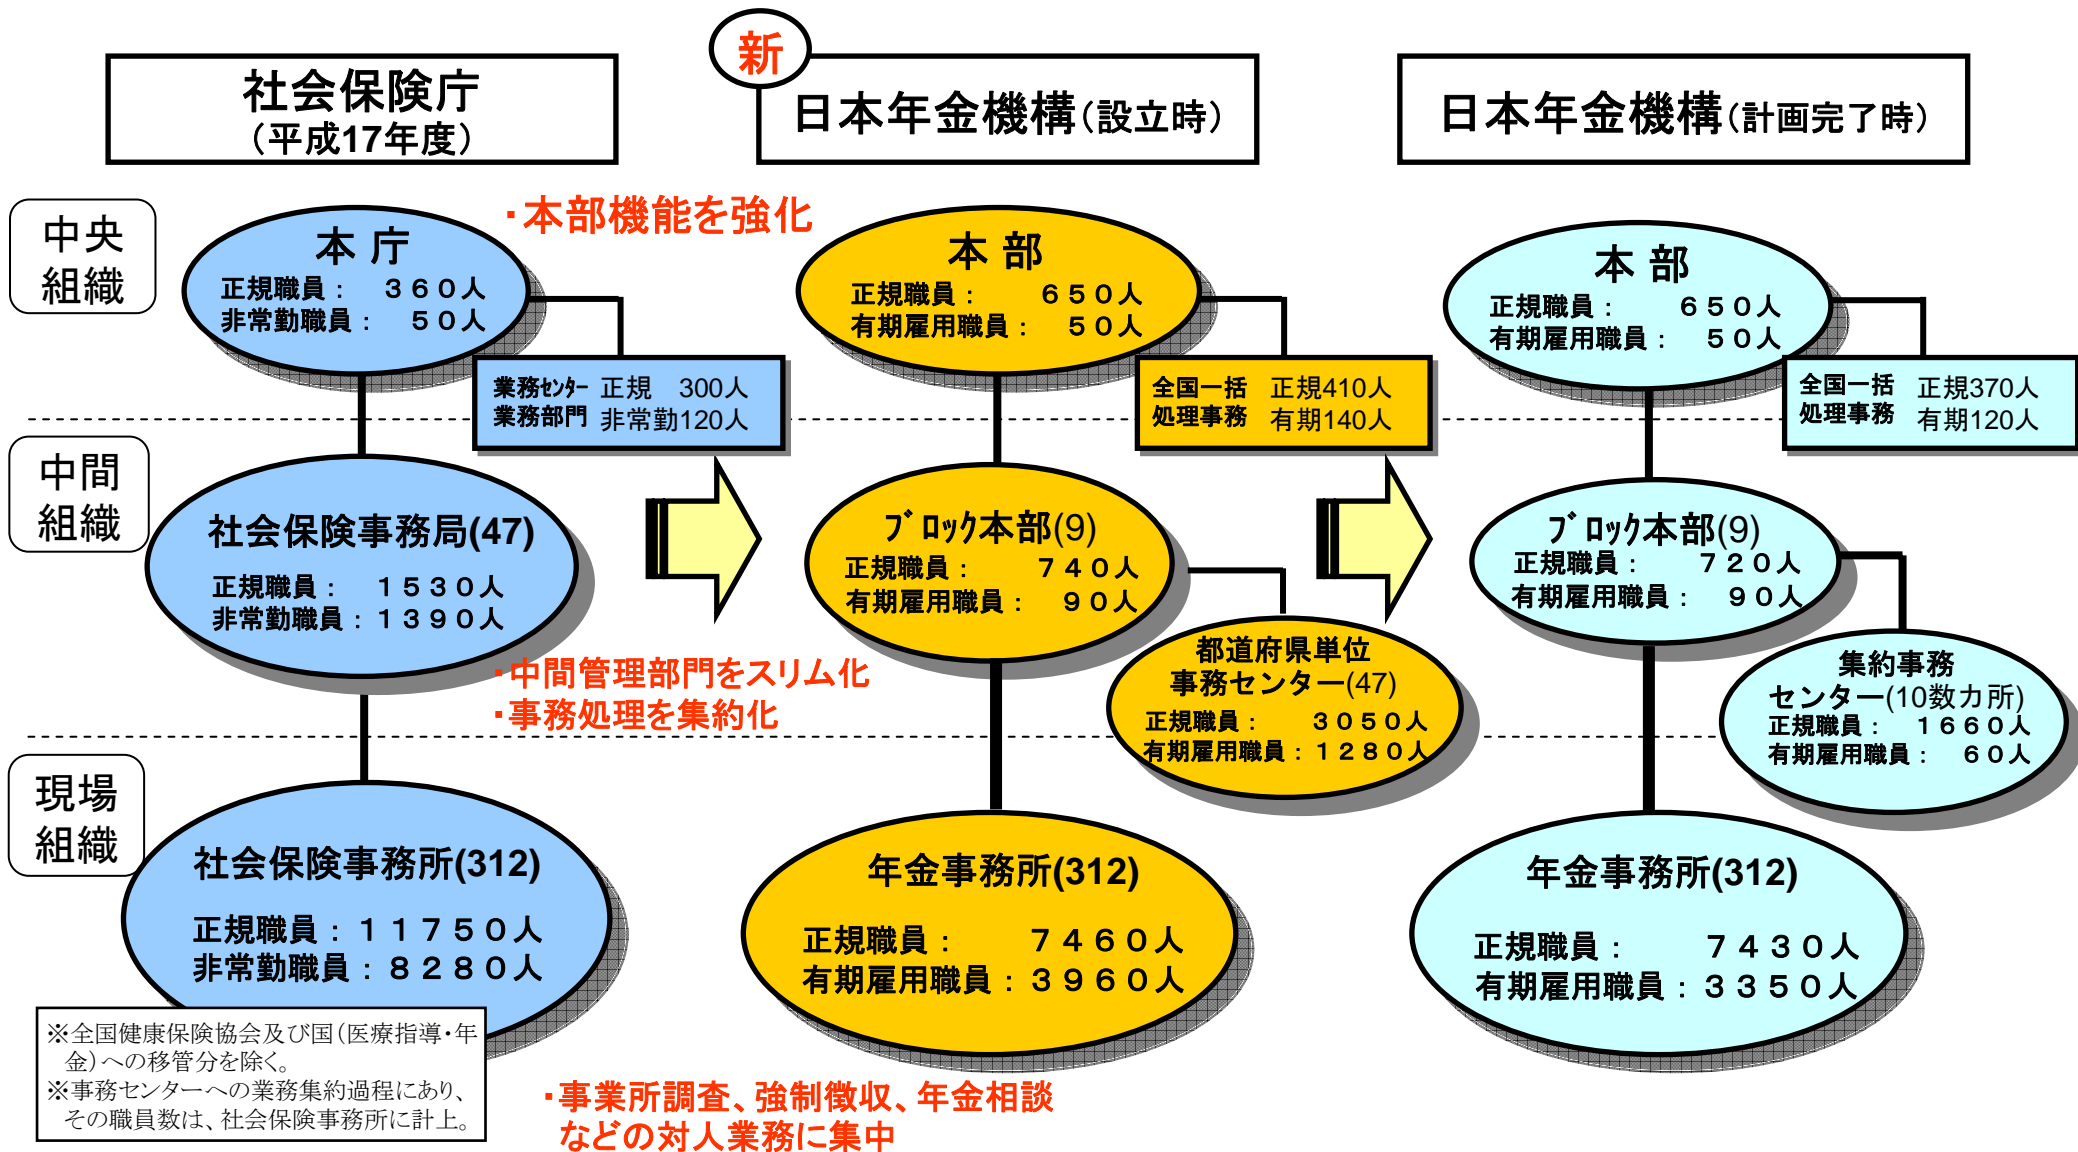 社会保険庁
（平成17年度）
新
日本年金機構（設立時）
日本年金機構（計画完了時）
中央
組織
本 庁
正規職員： ３６０人
非常勤職員： ５０人
・本部機能を強化
本 部
正規職員： ６５０人
有期雇用職員： ５０人
本 部
正規職員： ６５０人
有期雇用職員： ５０人
業務ｾﾝﾀｰ 正規 300人
業務部門 非常勤120人
全国一括 正規410人
処理事務 有期140人
全国一括 正規370人
処理事務 有期120人
中間
組織
社会保険事務局(47)
正規職員： １５３０人
非常勤職員：１３９０人
ﾌﾞﾛｯｸ本部(9)
正規職員： ７４０人
有期雇用職員： ９０人
ﾌﾞﾛｯｸ本部(9)
正規職員： ７２０人
有期雇用職員： ９０人
・中間管理部門をスリム化
・事務処理を集約化
都道府県単位
事務センター(47)
正規職員： ３０５０人
有期雇用職員：１２８０人
集約事務
センター(10数カ所)
正規職員： １６６０人
有期雇用職員： ６０人
現場
組織
社会保険事務所(312)
正規職員：１１７５０人
非常勤職員：８２８０人
年金事務所(312)
正規職員： ７４６０人
有期雇用職員：３９６０人
年金事務所(312)
正規職員： ７４３０人
有期雇用職員：３３５０人
※全国健康保険協会及び国（医療指導・年
金）への移管分を除く。
※事務センターへの業務集約過程にあり、
その職員数は、社会保険事務所に計上。
・事業所調査、強制徴収、年金相談
などの対人業務に集中